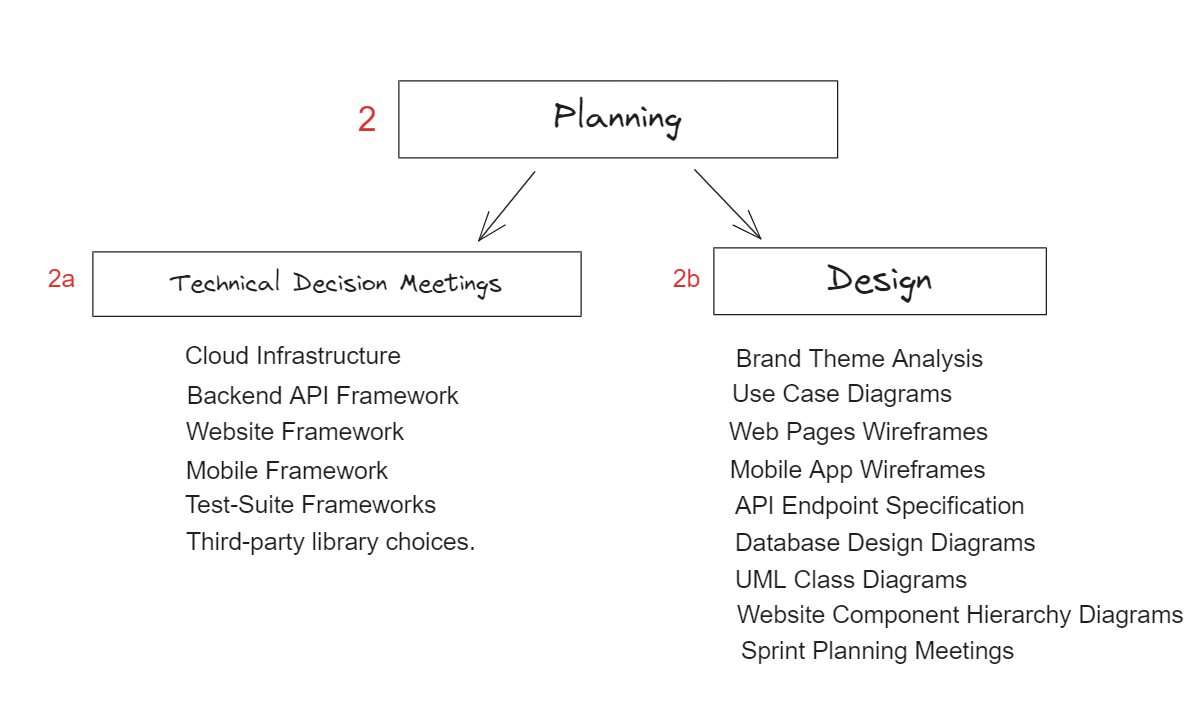 2
Planning
2a
Technical Decision Meetings
Cloud Infrastructure
Backend API Framework
Website Framework
Mobile Framework
Test-Suite Frameworks
Third-party library choices.
2b
Design
Brand Theme Analysis
Use Case Diagrams
Web Pages Wireframes
Mobile App Wireframes
API Endpoint Specification
Database Design Diagrams
UML Class Diagrams
Website Component Hierarchy Diagrams
Sprint Planning Meetings